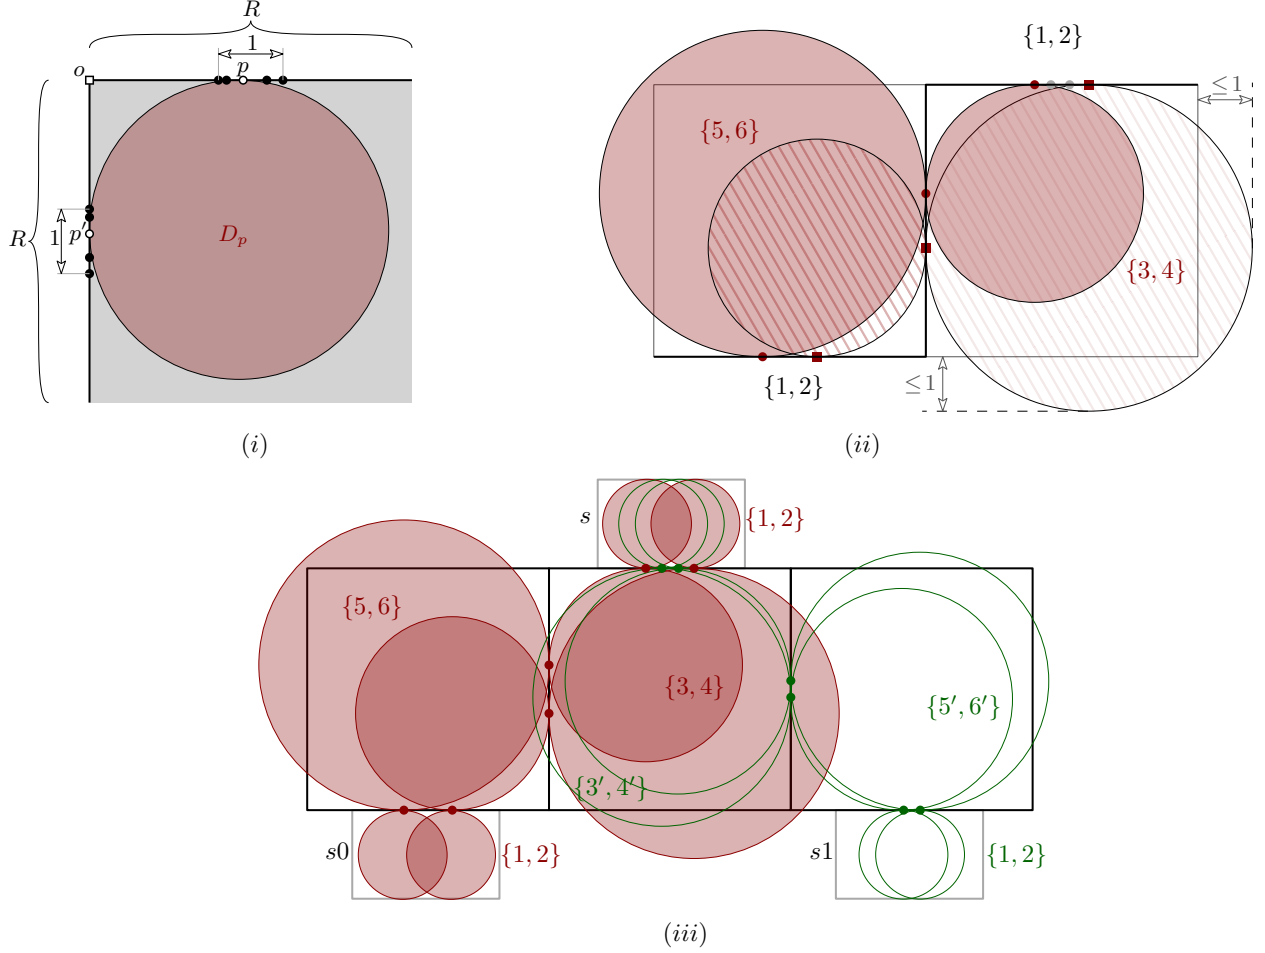 R
1
o
p
R
1
p′
D_p
(i)
{1, 2}
≤1
{5, 6}
{3, 4}
≤1
{1, 2}
(ii)
s
{1, 2}
{5, 6}
{3, 4}
{5′, 6′}
{3′, 4′}
s0
{1, 2}
s1
{1, 2}
(iii)